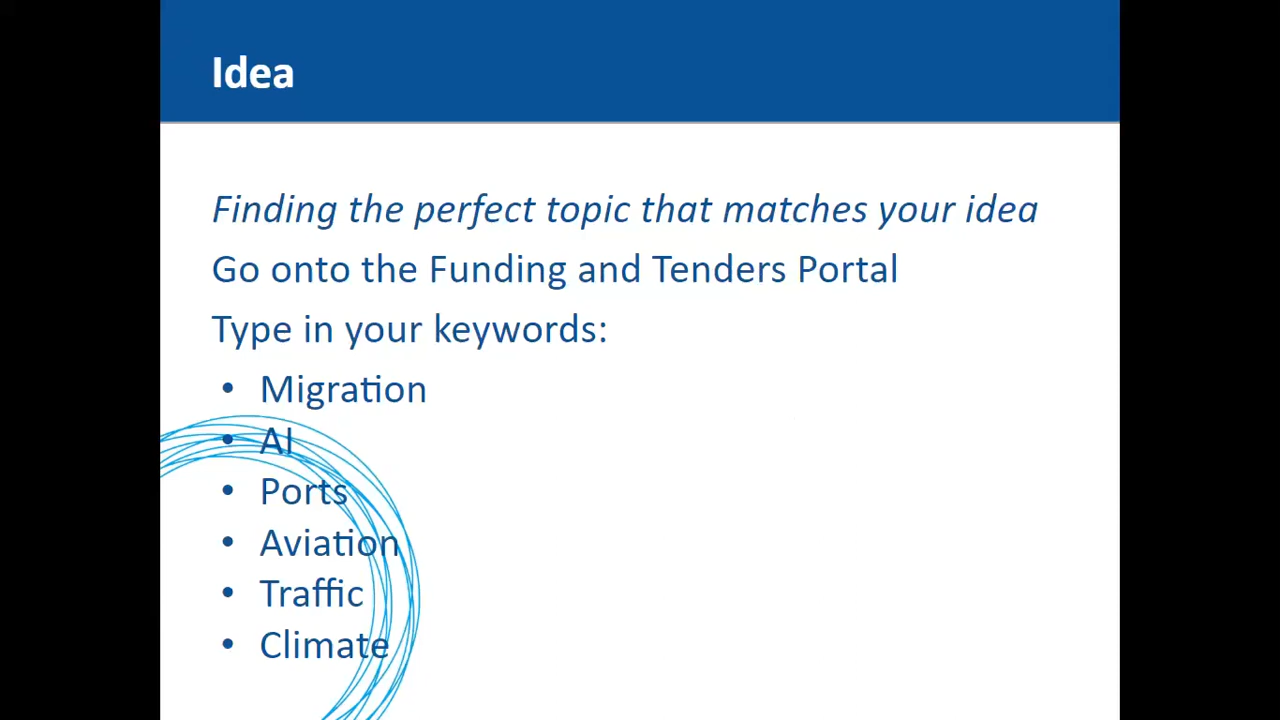 Idea
Finding the perfect topic that matches your idea
Go onto the Funding and Tenders Portal
Type in your keywords:
• Migration
• AI
• Ports
• Aviation
• Traffic
• Climate